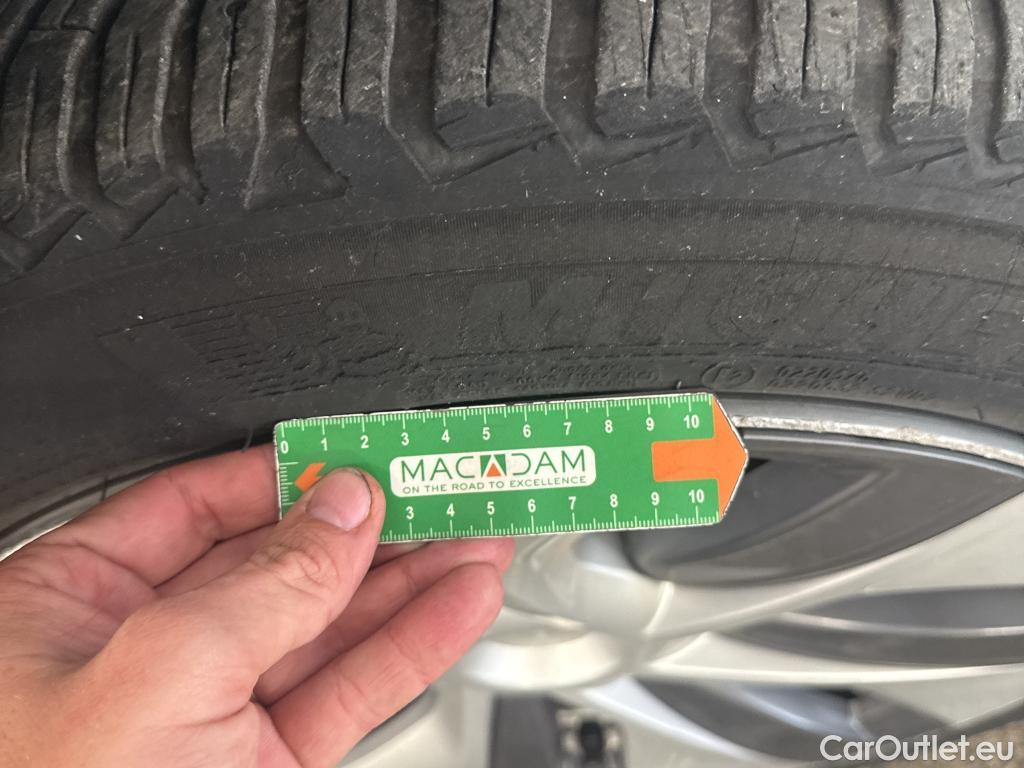 MICHE
0 1 2 3 4 5 6 7 8 9 10
MACADAM
ON THE ROAD TO EXCELLENCE
3 4 5 6 7 8 9 10
CarOutlet.eu